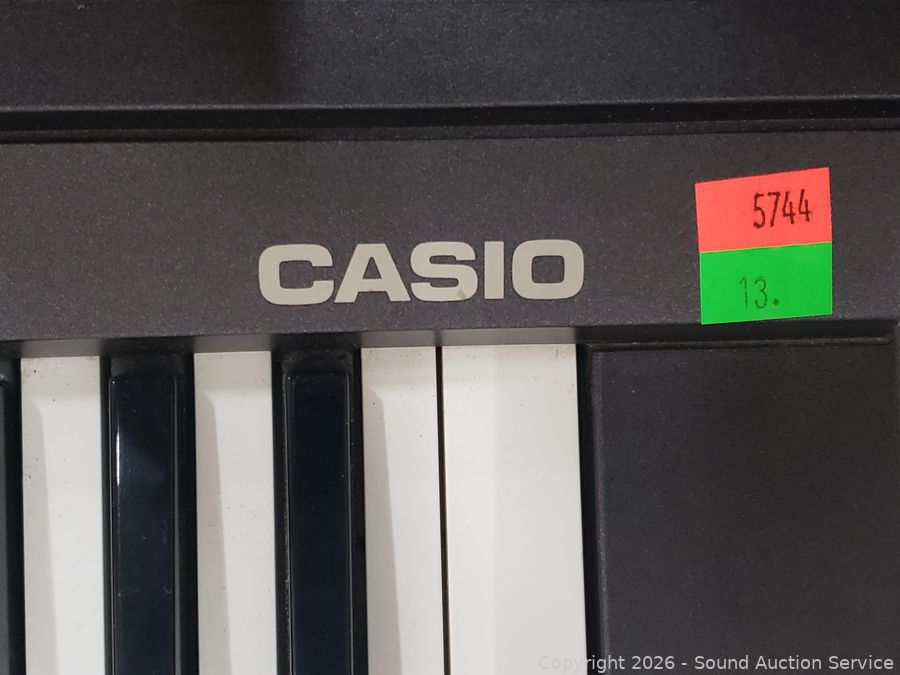 CASIO
5744
13.
Copyright 2026 - Sound Auction Service